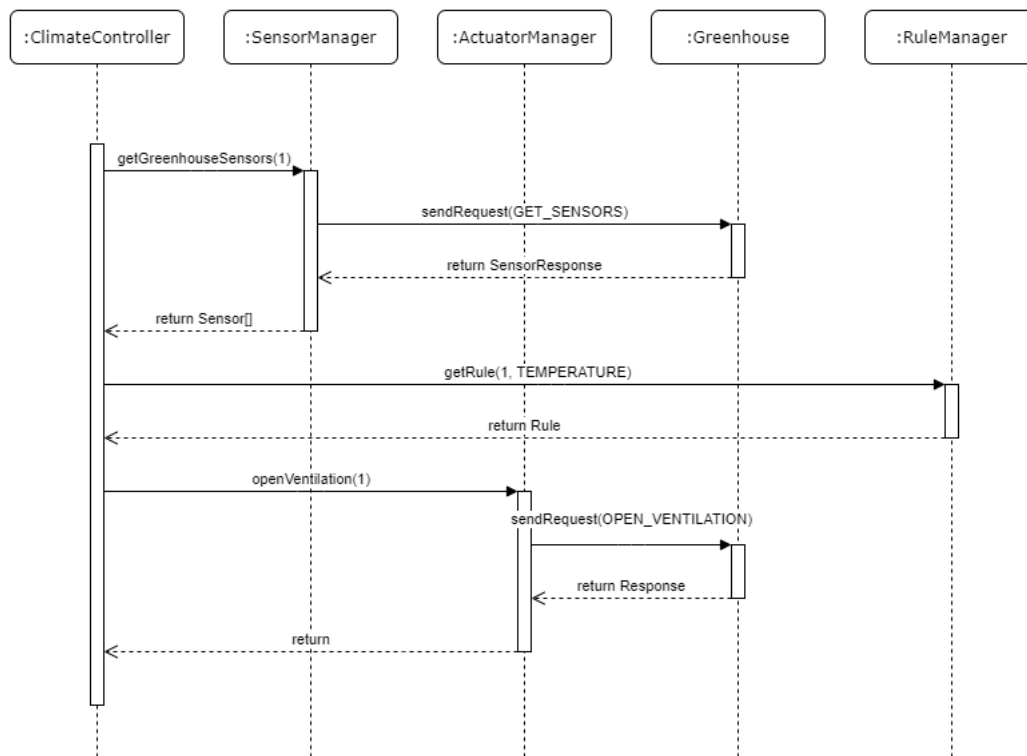 :ClimateController
:SensorManager
:ActuatorManager
:Greenhouse
:RuleManager
getGreenhouseSensors(1)
sendRequest(GET_SENSORS)
return SensorResponse
return Sensor[]
getRule(1, TEMPERATURE)
return Rule
openVentilation(1)
sendRequest(OPEN_VENTILATION)
return Response
return